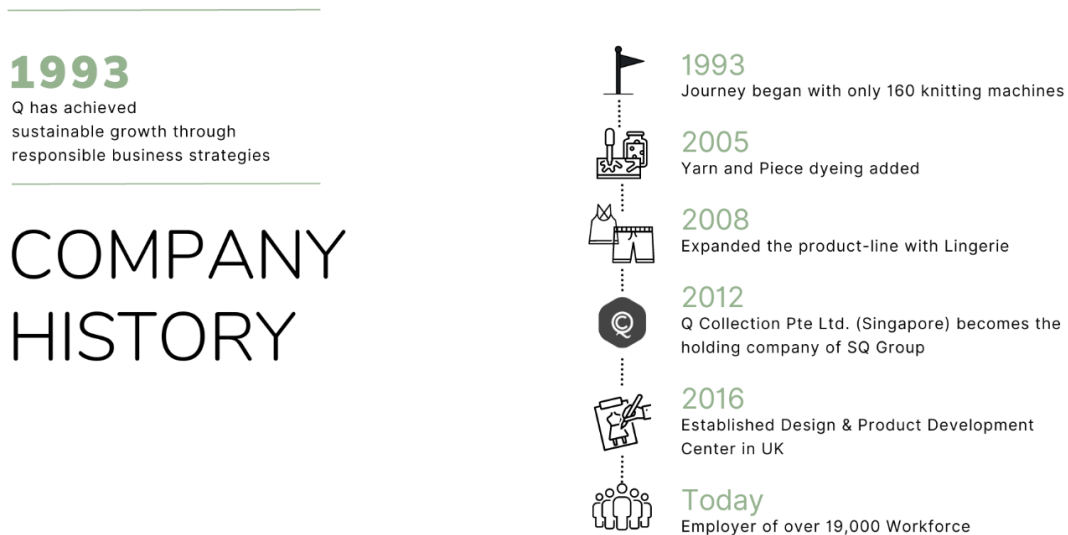 1993
Q has achieved
sustainable growth through
responsible business strategies
COMPANY
HISTORY
1993
Journey began with only 160 knitting machines
2005
Yarn and Piece dyeing added
2008
Expanded the product-line with Lingerie
2012
Q Collection Pte Ltd. (Singapore) becomes the
holding company of SQ Group
2016
Established Design & Product Development
Center in UK
Today
Employer of over 19,000 Workforce